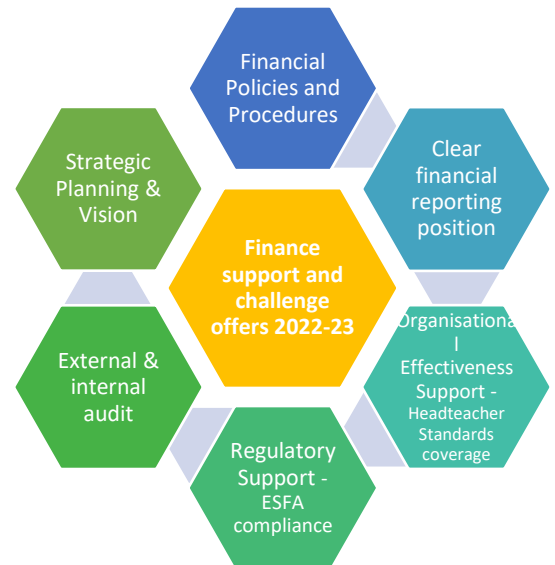 Financial
Policies and
Procedures
Clear
financial
reporting
position
Organisationa
l
Effectiveness
Support -
Headteacher
Standards
coverage
Regulatory
Support -
ESFA
compliance
External &
internal
audit
Strategic
Planning &
Vision
Finance
support and
challenge
offers 2022-23